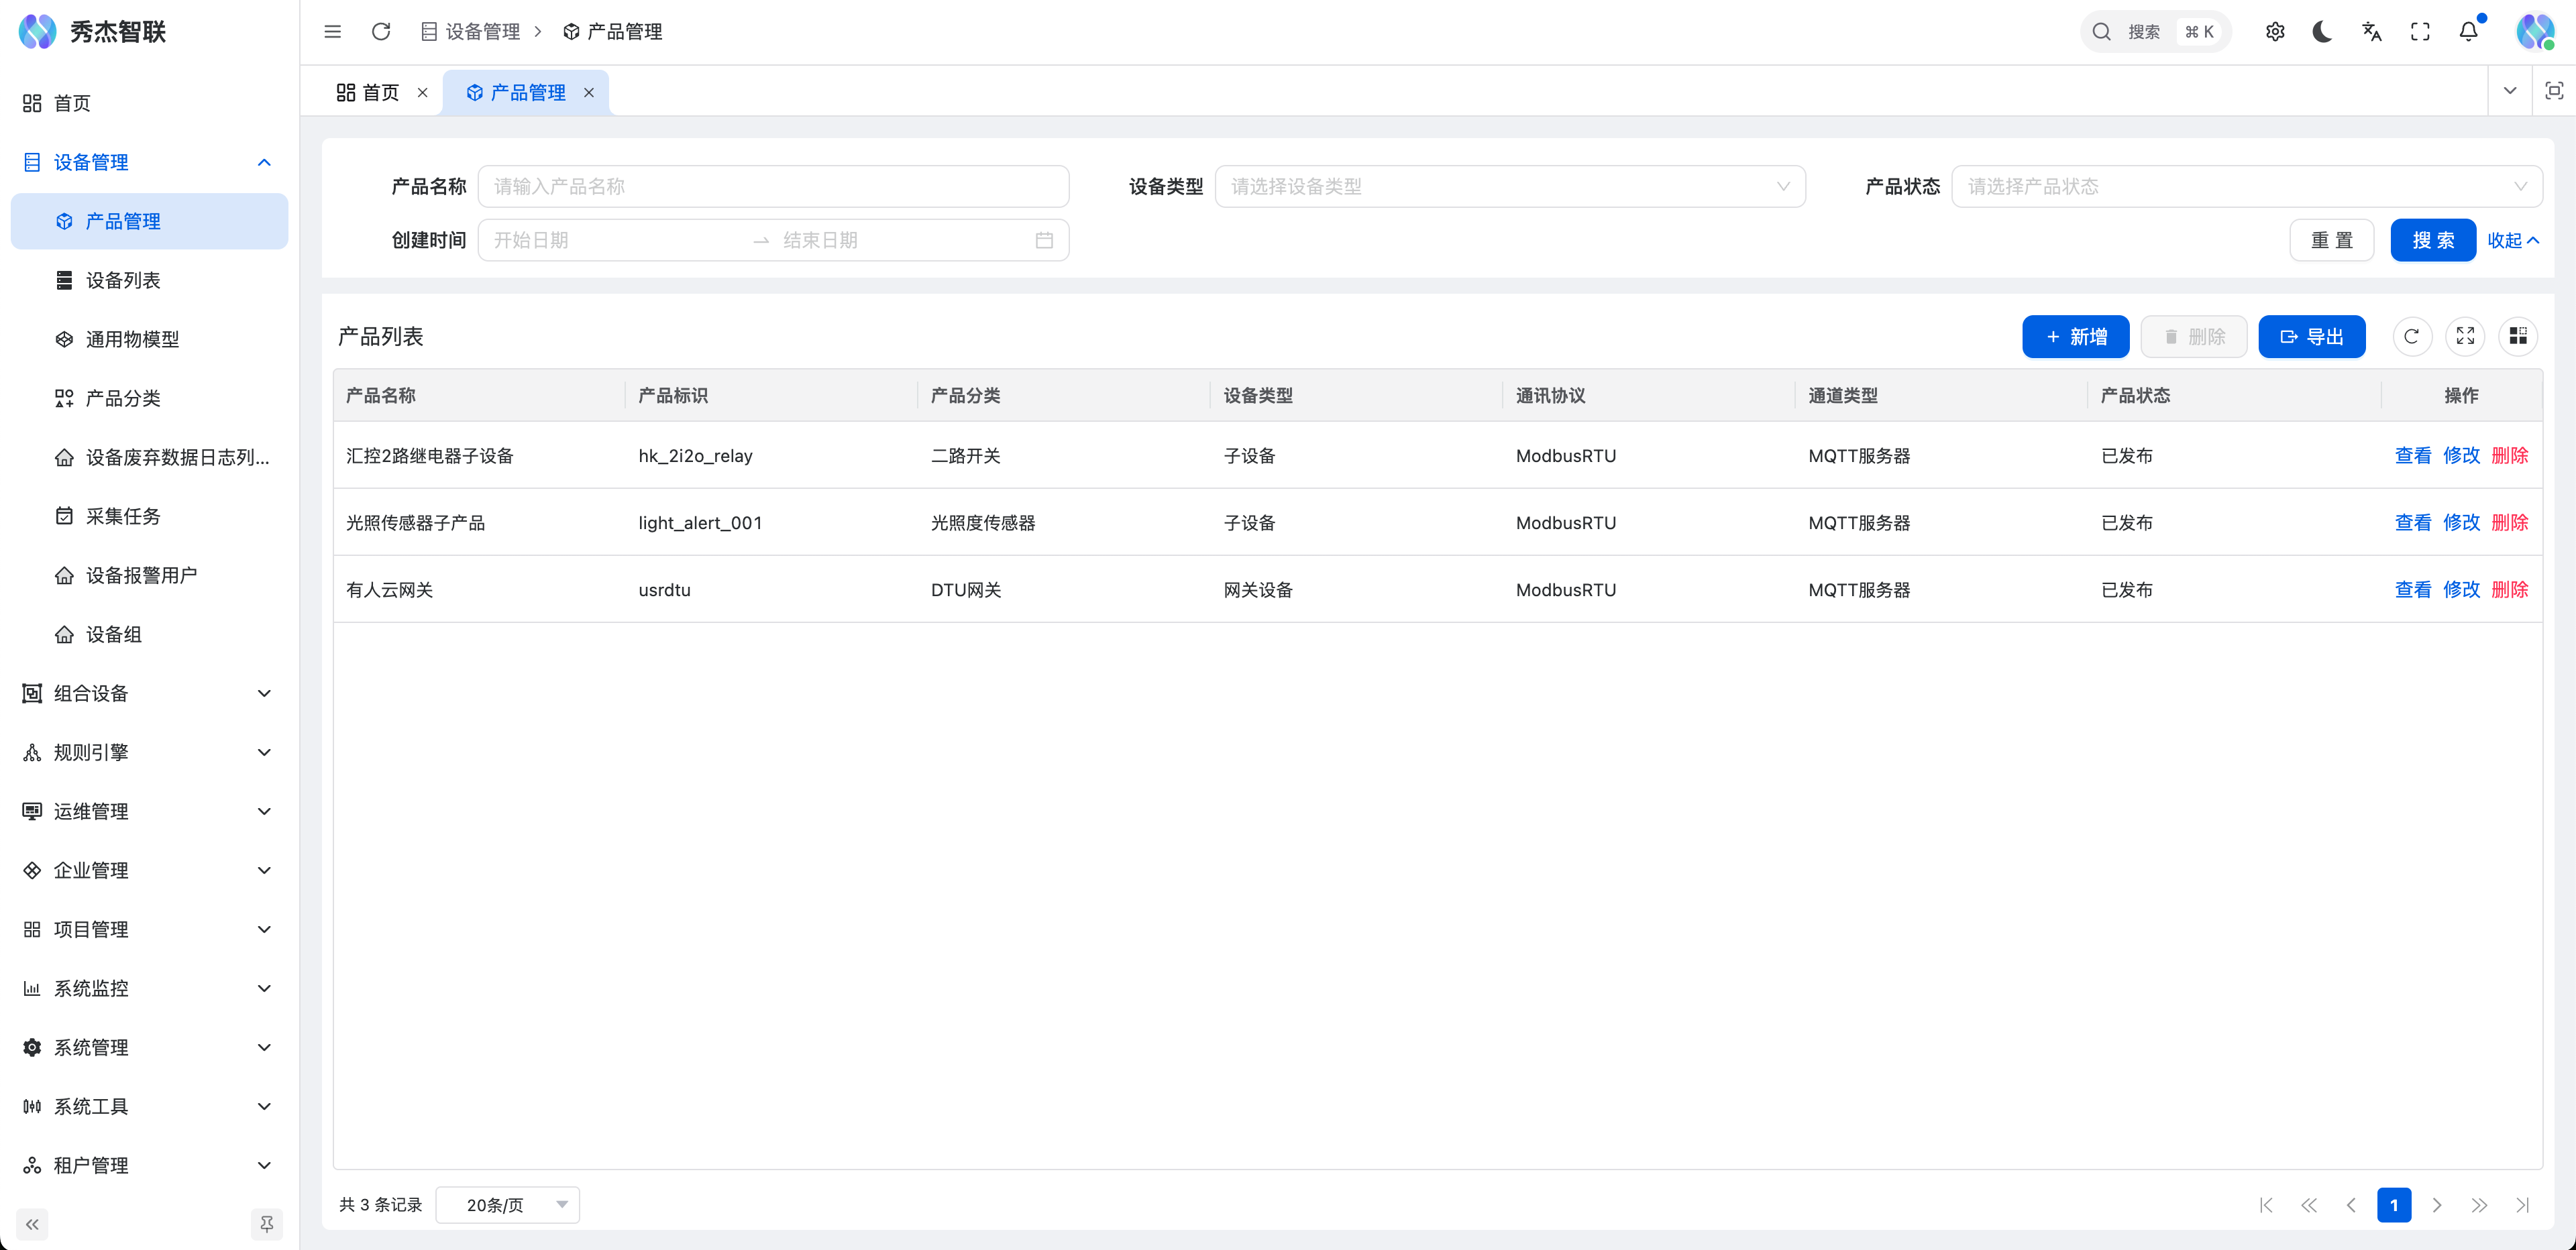 秀杰智联
设备管理 > 产品管理
搜索 ⌘ K
首页
产品管理
首页
设备管理
产品管理
设备列表
通用物模型
产品分类
设备废弃数据日志列...
采集任务
设备报警用户
设备组
组合设备
规则引擎
运维管理
企业管理
项目管理
系统监控
系统管理
系统工具
租户管理
产品名称 请输入产品名称 设备类型 请选择设备类型 产品状态 请选择产品状态
创建时间 开始日期 → 结束日期 重 置 搜 索 收起
产品列表 + 新增 删除 导出
产品名称 产品标识 产品分类 设备类型 通讯协议 通道类型 产品状态 操作
汇控2路继电器子设备 hk_2i2o_relay 二路开关 子设备 ModbusRTU MQTT服务器 已发布 查看 修改 删除
光照传感器子产品 light_alert_001 光照度传感器 子设备 ModbusRTU MQTT服务器 已发布 查看 修改 删除
有人云网关 usrdtu DTU网关 网关设备 ModbusRTU MQTT服务器 已发布 查看 修改 删除
共 3 条记录 20条/页 1